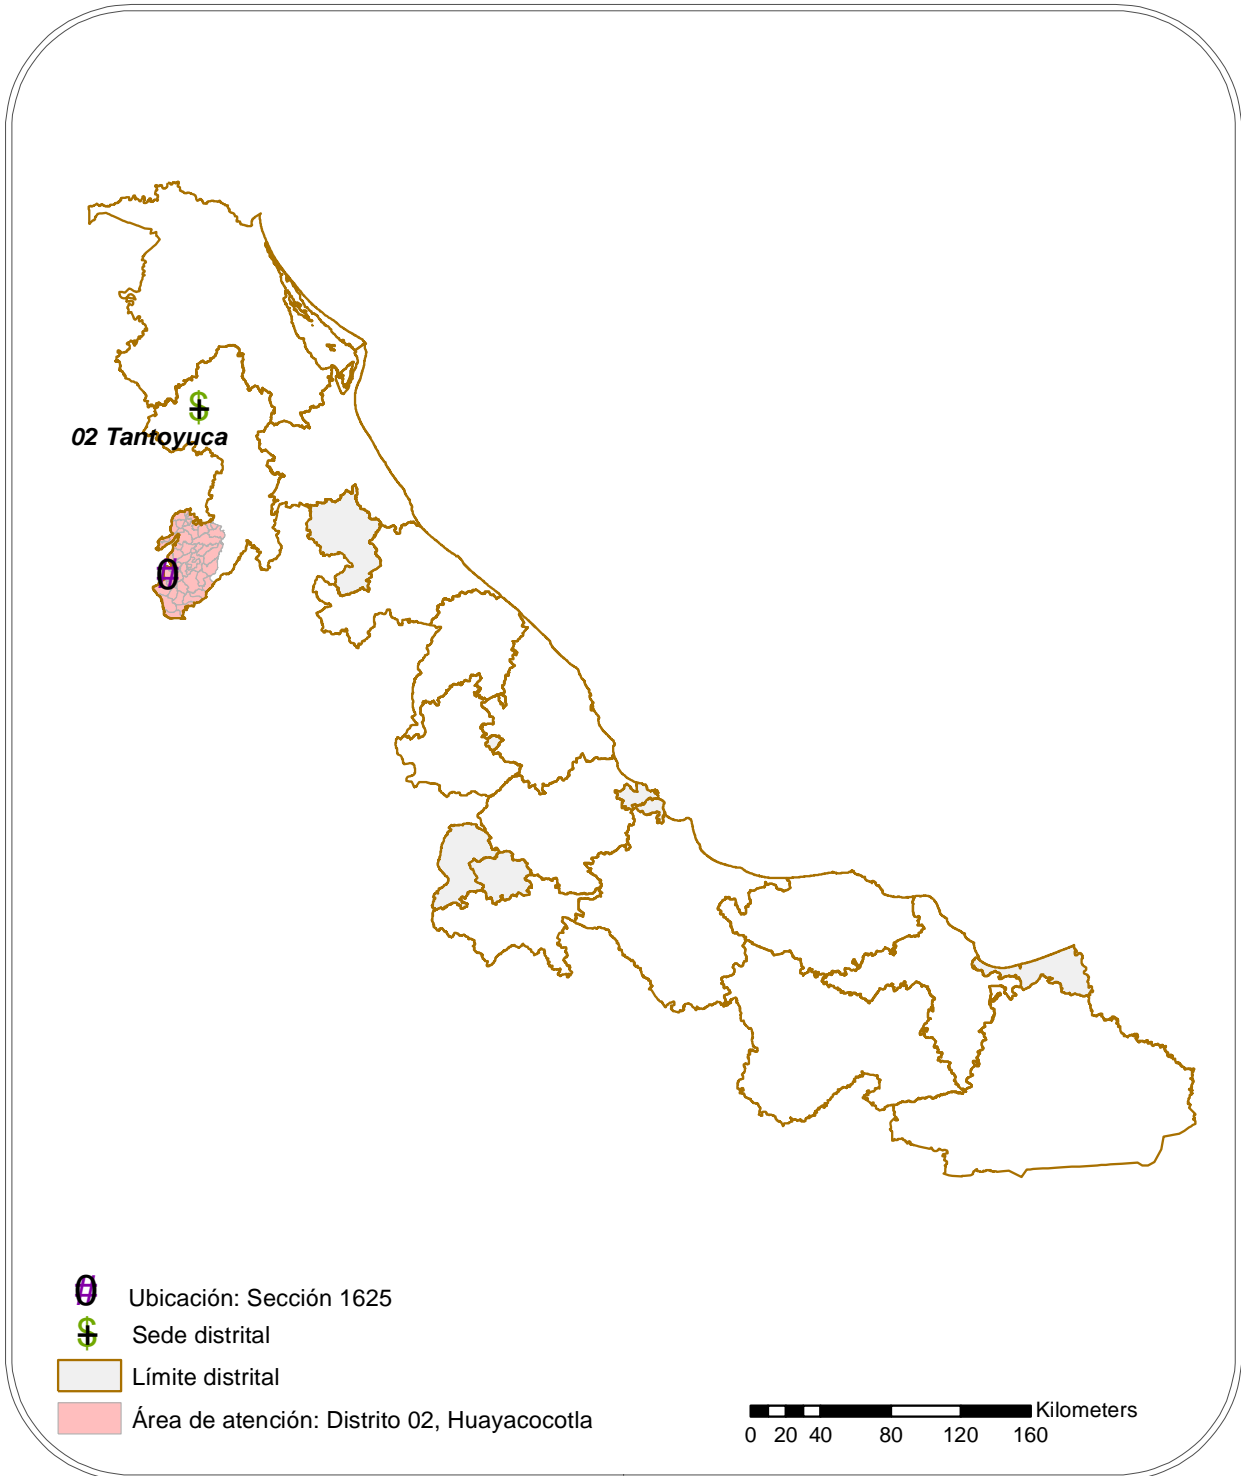 02 Tantoyuca
Ubicación: Sección 1625
Sede distrital
Límite distrital
Área de atención: Distrito 02, Huayacocotla
Kilometers
0 20 40 80 120 160